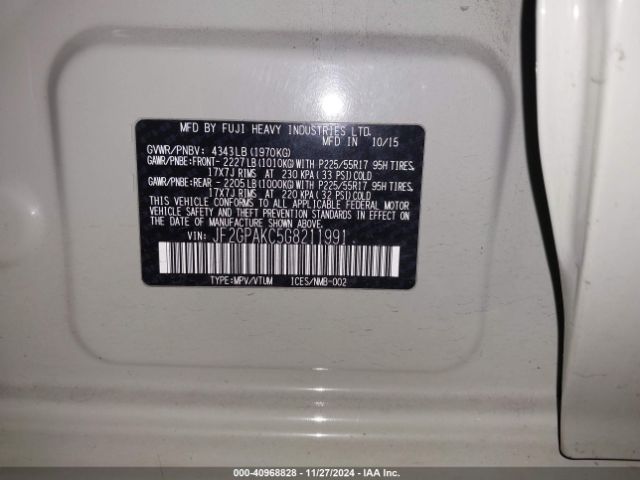 MFD BY FUJI HEAVY INDUSTRIES LTD.
MFD IN 10/15
GVWR/PNBV: 4343LB(1970KG)
GAWR/PNBE:FRONT- 2227LB(1010KG)WITH P225/55R17 95H TIRES,
17X7J RIMS AT 230 KPA(33 PSI)COLD
GAWR/PNBE:REAR - 2205LB(1000KG)WITH P225/55R17 95H TIRES,
17X7J RIMS AT 220 KPA(32 PSI)COLD
THIS VEHICLE CONFORMS TO ALL APPLICABLE FEDERAL MOTOR
VEHICLE SAFETY STANDARDS IN EFFECT ON THE
DATE OF MANUFACTURE SHOWN ABOVE.
VIN: JF2GPAKC5G8211991
TYPE:MPV/VTUM ICES/NMB-002
000-40968828 - 11/27/2024 - IAA Inc.